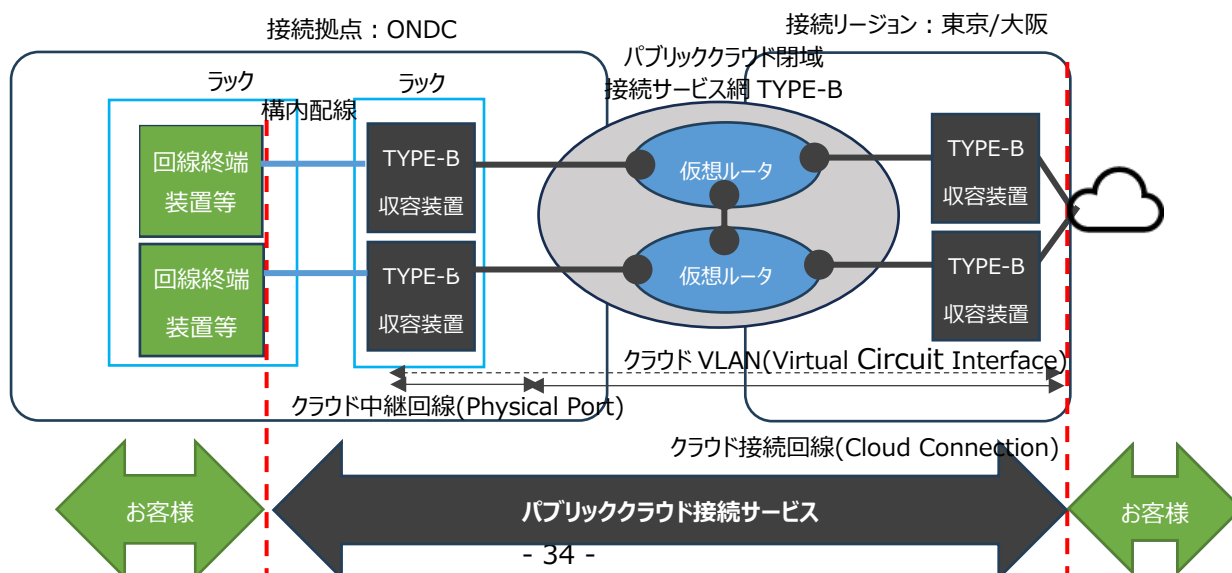 接続拠点：ONDC
接続リージョン：東京/大阪
パブリッククラウド閉域
接続サービス網 TYPE-B
ラック
ラック
構内配線
回線終端
装置等
TYPE-B
収容装置
仮想ルータ
TYPE-B
収容装置
回線終端
装置等
TYPE-B
収容装置
仮想ルータ
TYPE-B
収容装置
クラウド VLAN(Virtual Circuit Interface)
クラウド中継回線(Physical Port)
クラウド接続回線(Cloud Connection)
お客様
パブリッククラウド接続サービス
お客様
- 34 -